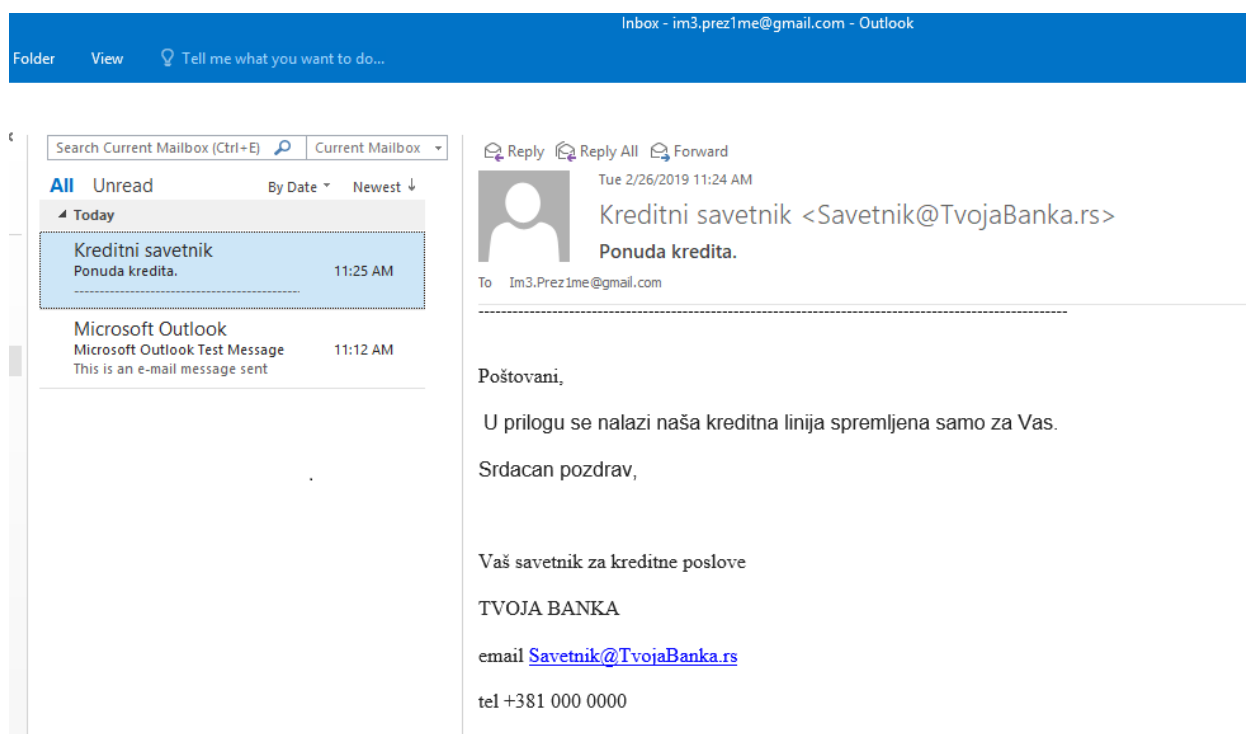 Inbox - im3.prez1me@gmail.com - Outlook
Folder View Tell me what you want to do...
Search Current Mailbox (Ctrl+E) Current Mailbox
All Unread By Date Newest ↓
Today
Kreditni savetnik
Ponuda kredita. 11:25 AM
Microsoft Outlook
Microsoft Outlook Test Message 11:12 AM
This is an e-mail message sent
Reply Reply All Forward
Tue 2/26/2019 11:24 AM
Kreditni savetnik <Savetnik@TvojaBanka.rs>
Ponuda kredita.
To Im3.Prez1me@gmail.com
Poštovani,
U prilogu se nalazi naša kreditna linija spremljena samo za Vas.
Srdacan pozdrav,
Vaš savetnik za kreditne poslove
TVOJA BANKA
email Savetnik@TvojaBanka.rs
tel +381 000 0000